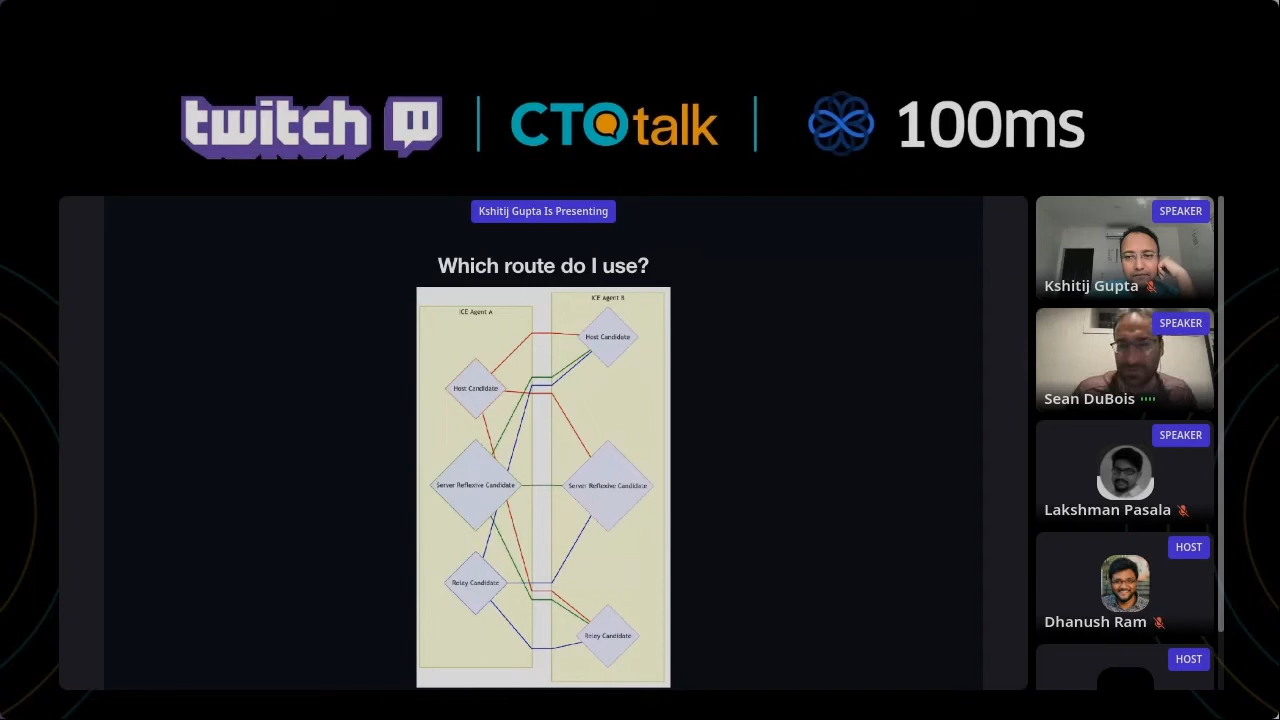 twitch
CTOtalk
100ms
Kshitij Gupta Is Presenting
Which route do I use?
ICE Agent A
ICE Agent B
Host Candidate
Host Candidate
Server Reflexive Candidate
Server Reflexive Candidate
Relay Candidate
Relay Candidate
SPEAKER
Kshitij Gupta
SPEAKER
Sean DuBois
SPEAKER
Lakshman Pasala
HOST
Dhanush Ram
HOST